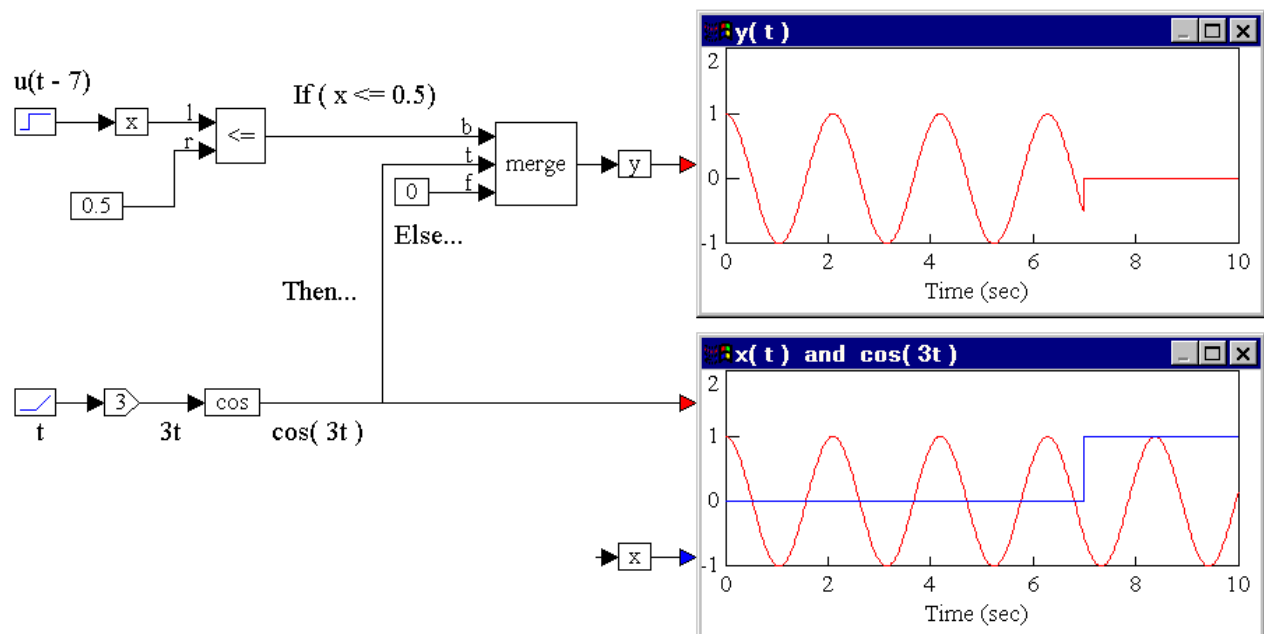 u(t - 7)
x
l
r
<=
0.5
If ( x <= 0.5)
b
t
f
merge
0
Else...
y
Then...
t
3
3t
cos
cos( 3t )
x
y( t )
2
1
0
-1
0 2 4 6 8 10
Time (sec)
x( t ) and cos( 3t )
2
1
0
-1
0 2 4 6 8 10
Time (sec)